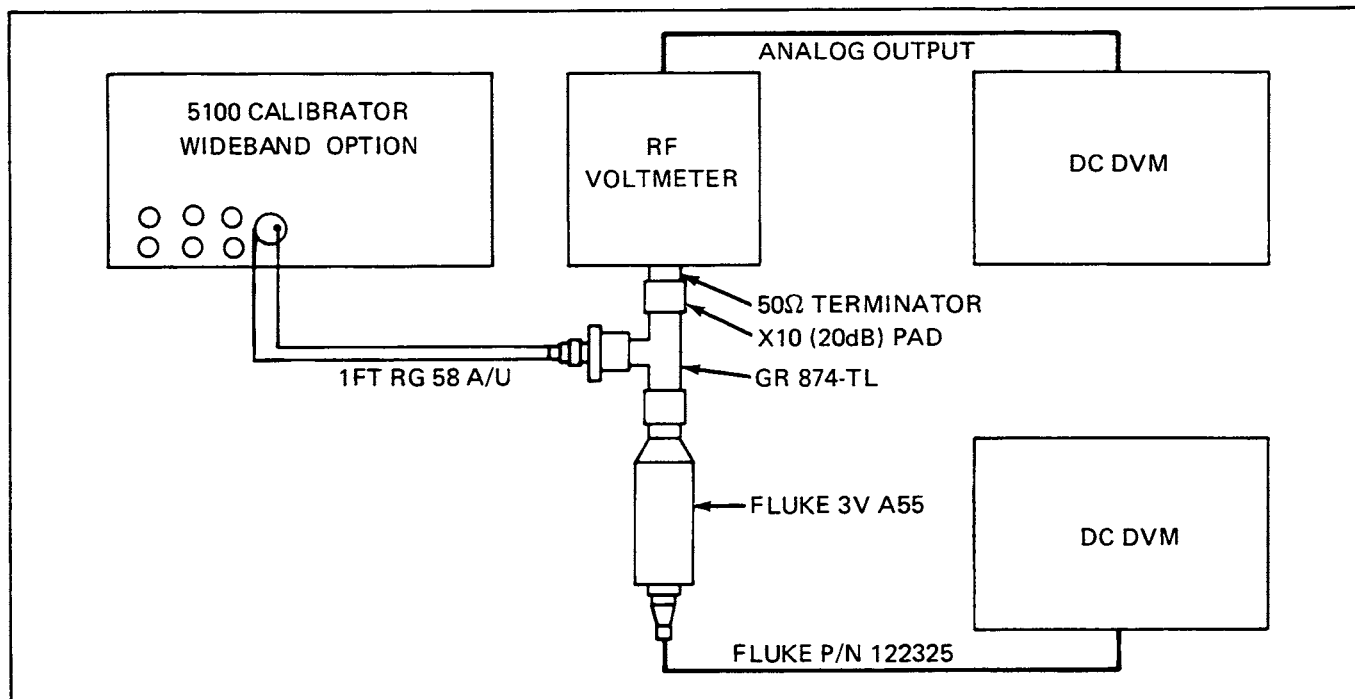 ANALOG OUTPUT
5100 CALIBRATOR
WIDEBAND OPTION
RF
VOLTMETER
DC DVM
50Ω TERMINATOR
X10 (20dB) PAD
GR 874-TL
1FT RG 58 A/U
FLUKE 3V A55
DC DVM
FLUKE P/N 122325